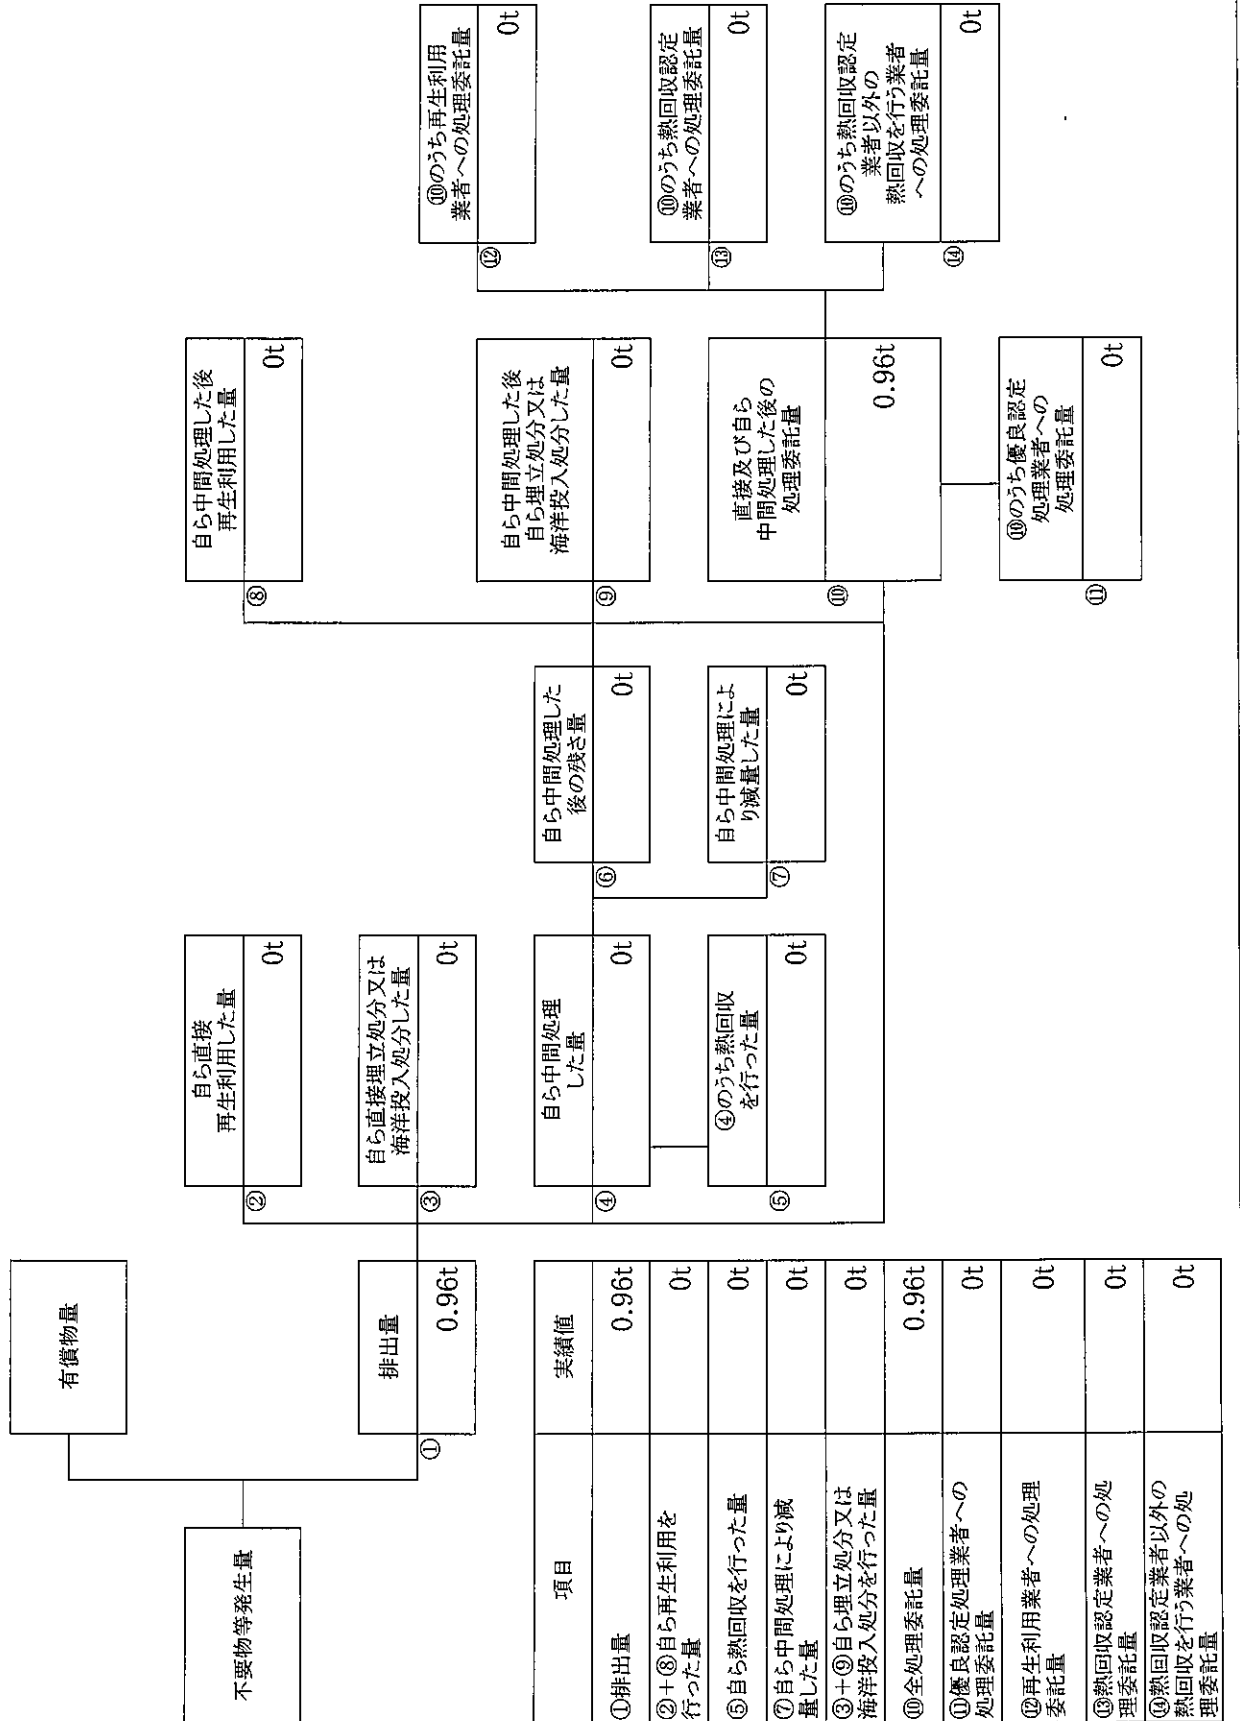 不要物等発生量
有償物量
排出量
①
0.96t
自ら直接
再生利用した量
②
0t
自ら直接埋立処分又は
海洋投入処分した量
③
0t
自ら中間処理
した量
④
0t
④のうち熱回収
を行った量
⑤
0t
自ら中間処理した
後の残さ量
⑥
0t
自ら中間処理によ
り減量した量
⑦
0t
自ら中間処理した後
再生利用した量
⑧
0t
自ら中間処理した後
自ら埋立処分又は
海洋投入処分した量
⑨
0t
直接及び自ら
中間処理した後の
処理委託量
⑩
0.96t
⑩のうち優良認定
処理業者への
処理委託量
⑪
0t
⑩のうち再生利用
業者への処理委託量
⑫
0t
⑩のうち熱回収認定
業者への処理委託量
⑬
0t
⑩のうち熱回収認定
業者以外の
熱回収を行う業者
への処理委託量
⑭
0t
項目 実績値
①排出量 0.96t
②+⑧自ら再生利用を
行った量 0t
⑤自ら熱回収を行った量 0t
⑦自ら中間処理により減
量した量 0t
③+⑨自ら埋立処分又は
海洋投入処分を行った量 0t
⑩全処理委託量 0.96t
⑪優良認定処理業者への
処理委託量 0t
⑫再生利用業者への処理
委託量 0t
⑬熱回収認定業者への処
理委託量 0t
⑭熱回収認定業者以外の
熱回収を行う業者への処
理委託量 0t